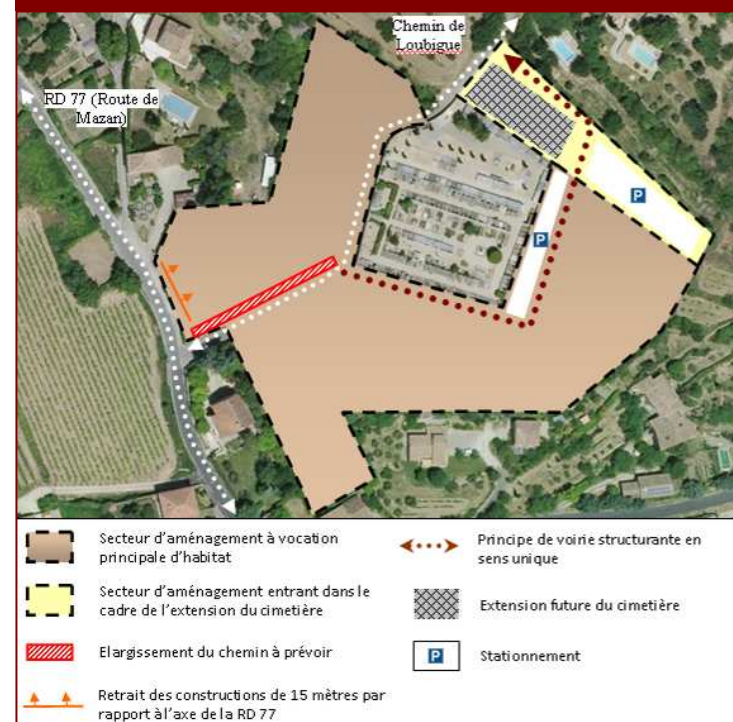 Chemin de
Loubigue
RD 77 (Route de
Mazan)
P
P
Secteur d'aménagement à vocation
principale d'habitat
Secteur d'aménagement entrant dans le
cadre de l'extension du cimetière
Elargissement du chemin à prévoir
Retrait des constructions de 15 mètres par
rapport à l'axe de la RD 77
Principe de voirie structurante en
sens unique
Extension future du cimetière
P
Stationnement